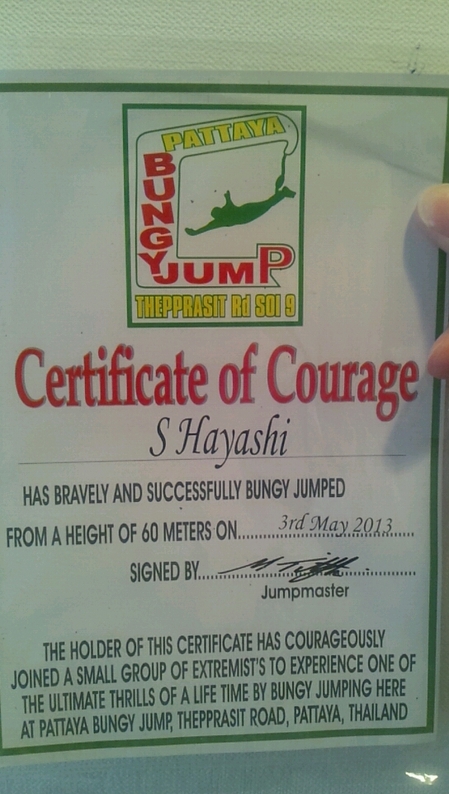 PATTAYA
BUNGY
JUMP
THEPPRASIT Rd SOI 9
Certificate of Courage
S Hayashi
HAS BRAVELY AND SUCCESSFULLY BUNGY JUMPED
FROM A HEIGHT OF 60 METERS ON..........3rd May 2013....
SIGNED BY..........
Jumpmaster
THE HOLDER OF THIS CERTIFICATE HAS COURAGEOUSLY
JOINED A SMALL GROUP OF EXTREMIST'S TO EXPERIENCE ONE OF
THE ULTIMATE THRILLS OF A LIFE TIME BY BUNGY JUMPING HERE
AT PATTAYA BUNGY JUMP, THEPPRASIT ROAD, PATTAYA, THAILAND